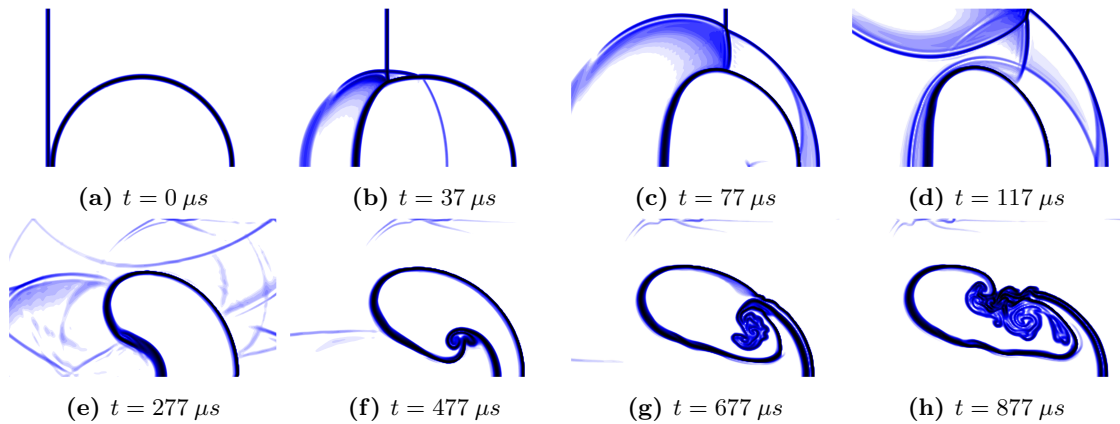 (a) t = 0 μs
(b) t = 37 μs
(c) t = 77 μs
(d) t = 117 μs
(e) t = 277 μs
(f) t = 477 μs
(g) t = 677 μs
(h) t = 877 μs